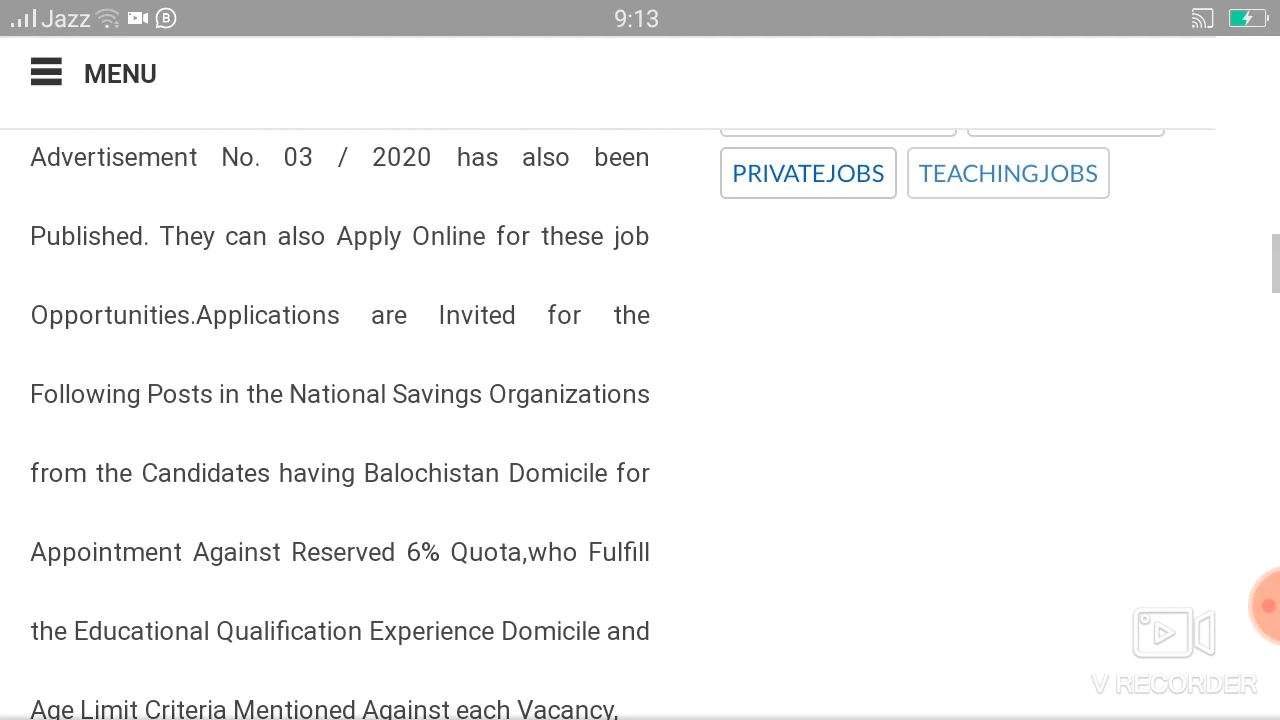 Jazz
9:13
MENU
Advertisement No. 03 / 2020 has also been
Published. They can also Apply Online for these job
Opportunities.Applications are Invited for the
Following Posts in the National Savings Organizations
from the Candidates having Balochistan Domicile for
Appointment Against Reserved 6% Quota,who Fulfill
the Educational Qualification Experience Domicile and
Age Limit Criteria Mentioned Against each Vacancy,
PRIVATEJOBS TEACHINGJOBS
V RECORDER